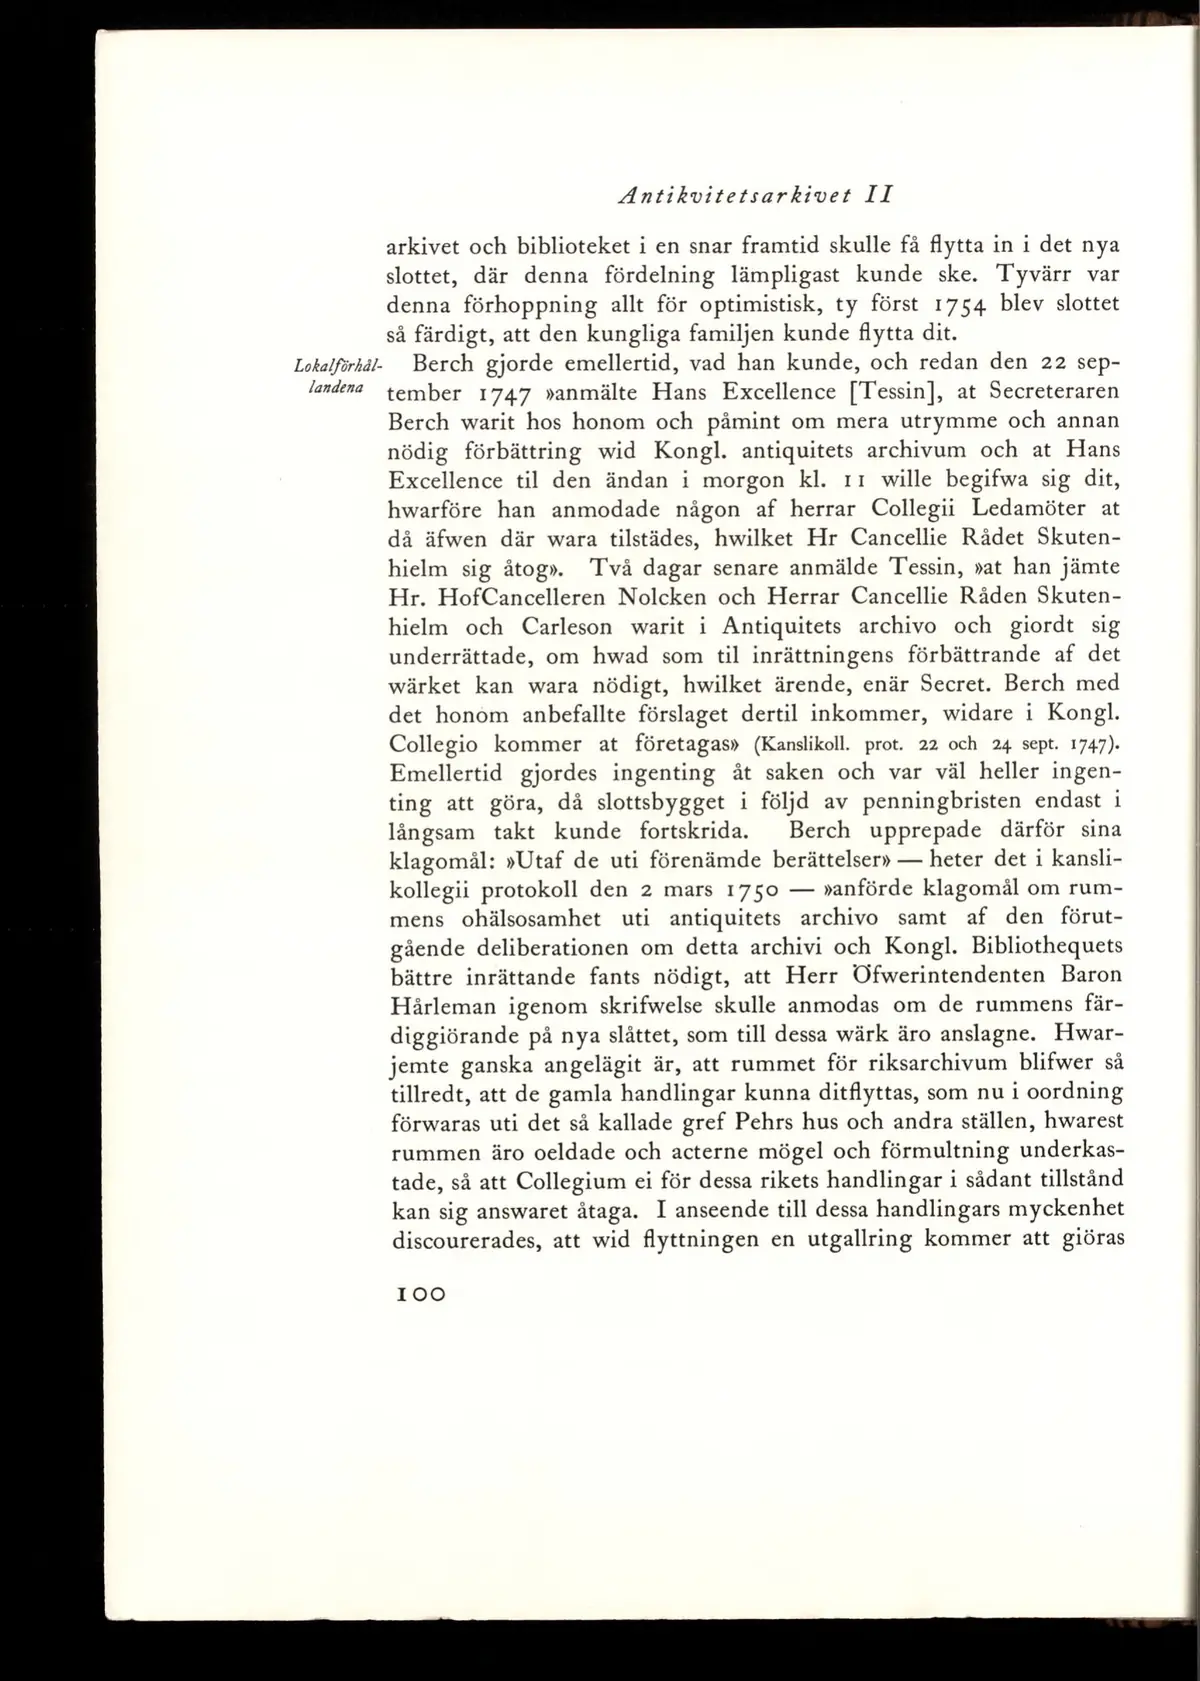 Antikvitetsarkivet II
arkivet och biblioteket i en snar framtid skulle få flytta in i det nya
slottet, där denna fördelning lämpligast kunde ske. Tyvärr var
denna förhoppning allt för optimistisk, ty först 1754 blev slottet
så färdigt, att den kungliga familjen kunde flytta dit.
Lokalförhål-
landena
Berch gjorde emellertid, vad han kunde, och redan den 22 sep-
tember 1747 »anmälte Hans Excellence [Tessin], at Secreteraren
Berch warit hos honom och påmint om mera utrymme och annan
nödig förbättring wid Kongl. antiquitets archivum och at Hans
Excellence til den ändan i morgon kl. 11 wille begifwa sig dit,
hwarföre han anmodade någon af herrar Collegii Ledamöter at
då äfwen där wara tilstädes, hwilket Hr Cancellie Rådet Skuten-
hielm sig åtog». Två dagar senare anmälde Tessin, »at han jämte
Hr. HofCancelleren Nolcken och Herrar Cancellie Råden Skuten-
hielm och Carleson warit i Antiquitets archivo och giordt sig
underrättade, om hwad som til inrättningens förbättrande af det
wärket kan wara nödigt, hwilket ärende, enär Secret. Berch med
det honom anbefallte förslaget dertil inkommer, widare i Kongl.
Collegio kommer at företagas» (Kanslikoll. prot. 22 och 24 sept. 1747).
Emellertid gjordes ingenting åt saken och var väl heller ingen-
ting att göra, då slottsbygget i följd av penningbristen endast i
långsam takt kunde fortskrida. Berch upprepade därför sina
klagomål: »Utaf de uti förenämde berättelser» — heter det i kansli-
kollegii protokoll den 2 mars 1750 — »anförde klagomål om rum-
mens ohälsosamhet uti antiquitets archivo samt af den förut-
gående deliberationen om detta archivi och Kongl. Bibliothequets
bättre inrättande fants nödigt, att Herr Öfwerintendenten Baron
Hårleman igenom skrifwelse skulle anmodas om de rummens fär-
diggiörande på nya slåttet, som till dessa wärk äro anslagne. Hwar-
jemte ganska angelägit är, att rummet för riksarchivum blifwer så
tillredt, att de gamla handlingar kunna ditflyttas, som nu i oordning
förwaras uti det så kallade gref Pehrs hus och andra ställen, hwarest
rummen äro oeldade och acterne mögel och förmultning underkas-
tade, så att Collegium ei för dessa rikets handlingar i sådant tillstånd
kan sig answaret åtaga. I anseende till dessa handlingars myckenhet
discourerades, att wid flyttningen en utgallring kommer att giöras
100